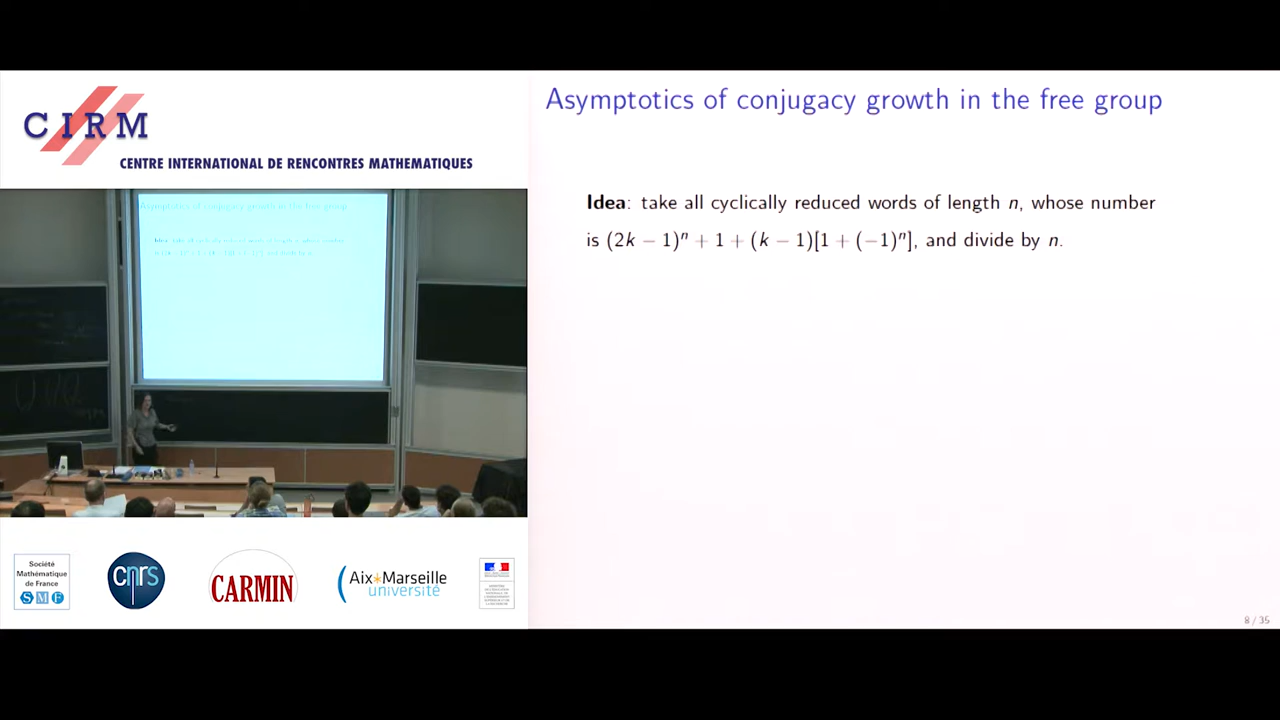 CIRM
CENTRE INTERNATIONAL DE RENCONTRES MATHEMATIQUES
Asymptotics of conjugacy growth in the free group
Idea: take all cyclically reduced words of length n, whose number
is (2k − 1)ⁿ + 1 + (k − 1)[1 + (−1)ⁿ], and divide by n.
Société
Mathématique
de France
SMF
cnrs
CARMIN
Aix*Marseille
université
8 / 35